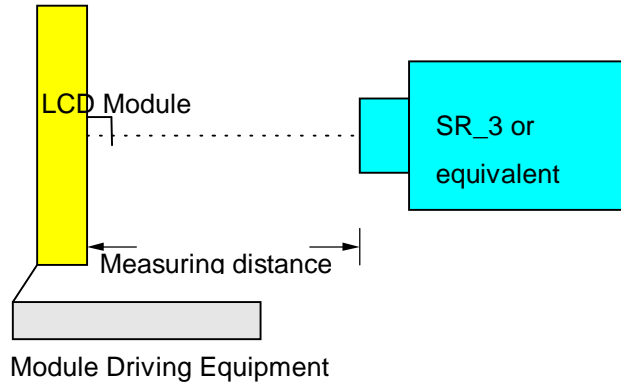 LCD Module
SR_3 or
equivalent
Measuring distance
Module Driving Equipment